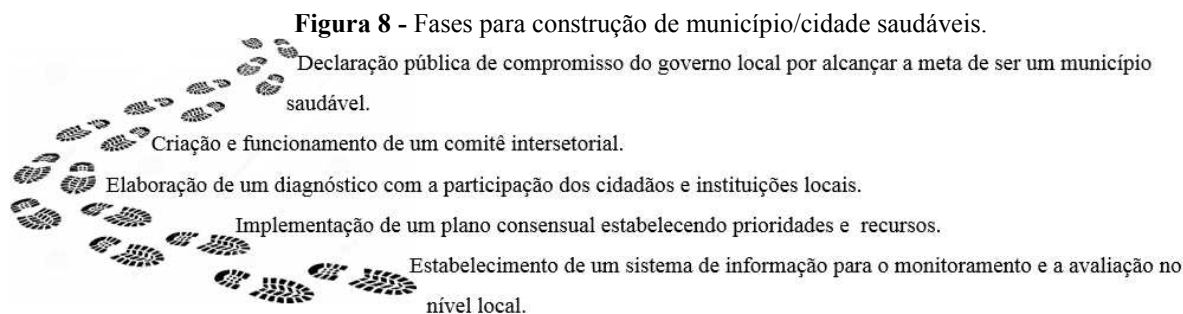 Figura 8 - Fases para construção de município/cidade saudáveis.
Declaração pública de compromisso do governo local por alcançar a meta de ser um município
saudável.
Criação e funcionamento de um comitê intersetorial.
Elaboração de um diagnóstico com a participação dos cidadãos e instituições locais.
Implementação de um plano consensual estabelecendo prioridades e recursos.
Estabelecimento de um sistema de informação para o monitoramento e a avaliação no
nível local.